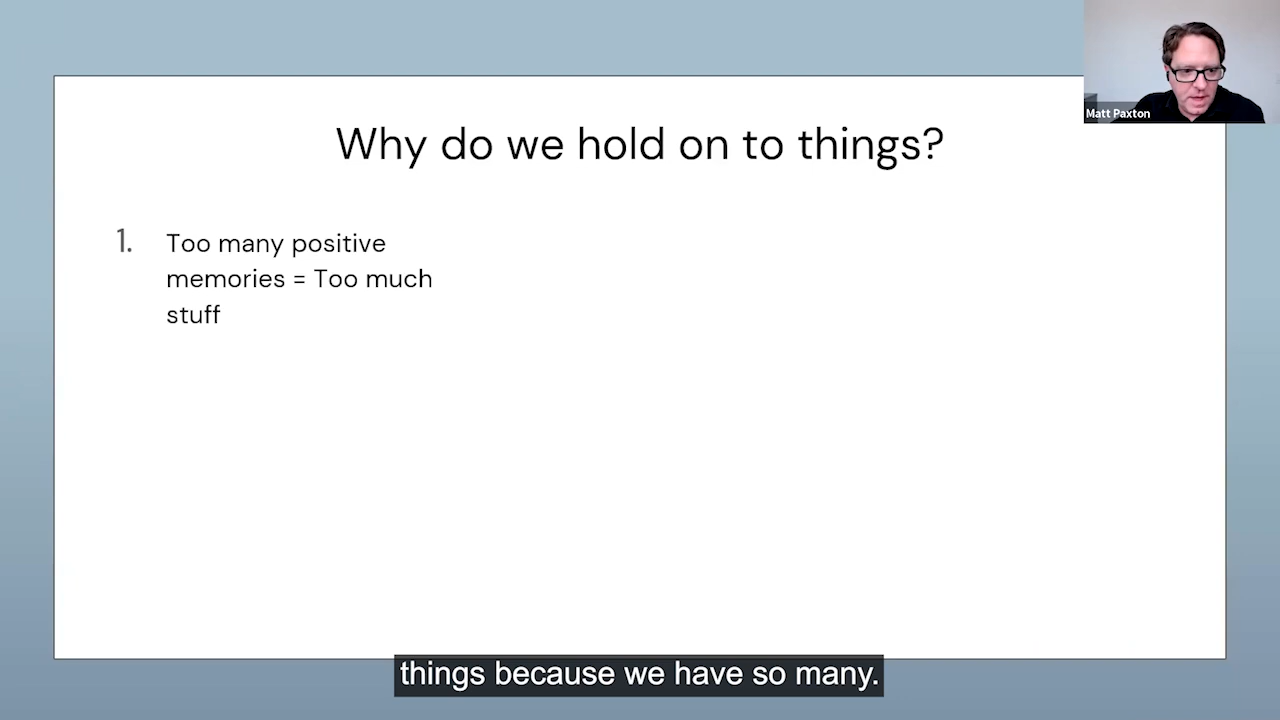 Matt Paxton
Why do we hold on to things?
1. Too many positive
memories = Too much
stuff
things because we have so many.